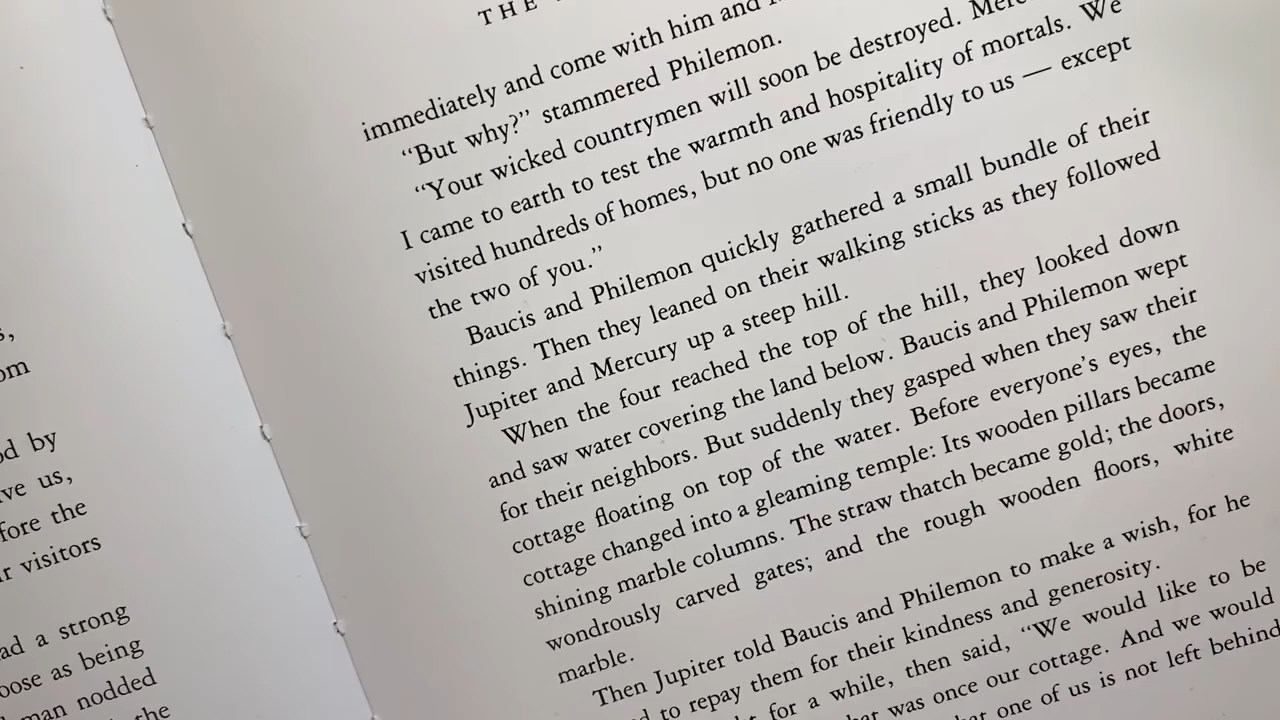 om
d by
ve us,
fore the
visitors
ad a strong
oose as being
man nodded
the
THE
immediately and come with him and
“But why?” stammered Philemon.
“Your wicked countrymen will soon be destroyed.
I came to earth to test the warmth and hospitality of mortals. We
visited hundreds of homes, but no one was friendly to us — except
the two of you.”
Baucis and Philemon quickly gathered a small bundle of their
things. Then they leaned on their walking sticks as they followed
Jupiter and Mercury up a steep hill.
When the four reached the top of the hill, they looked down
and saw water covering the land below. Baucis and Philemon wept
for their neighbors. But suddenly they gasped when they saw their
cottage floating on top of the water. Before everyone’s eyes, the
cottage changed into a gleaming temple: Its wooden pillars became
shining marble columns. The straw thatch became gold; the doors,
wondrously carved gates; and the rough wooden floors, white
marble.
Then Jupiter told Baucis and Philemon to make a wish, for he
to repay them for their kindness and generosity.
for a while, then said, “We would like to be
was once our cottage. And we would
one of us is not left behind